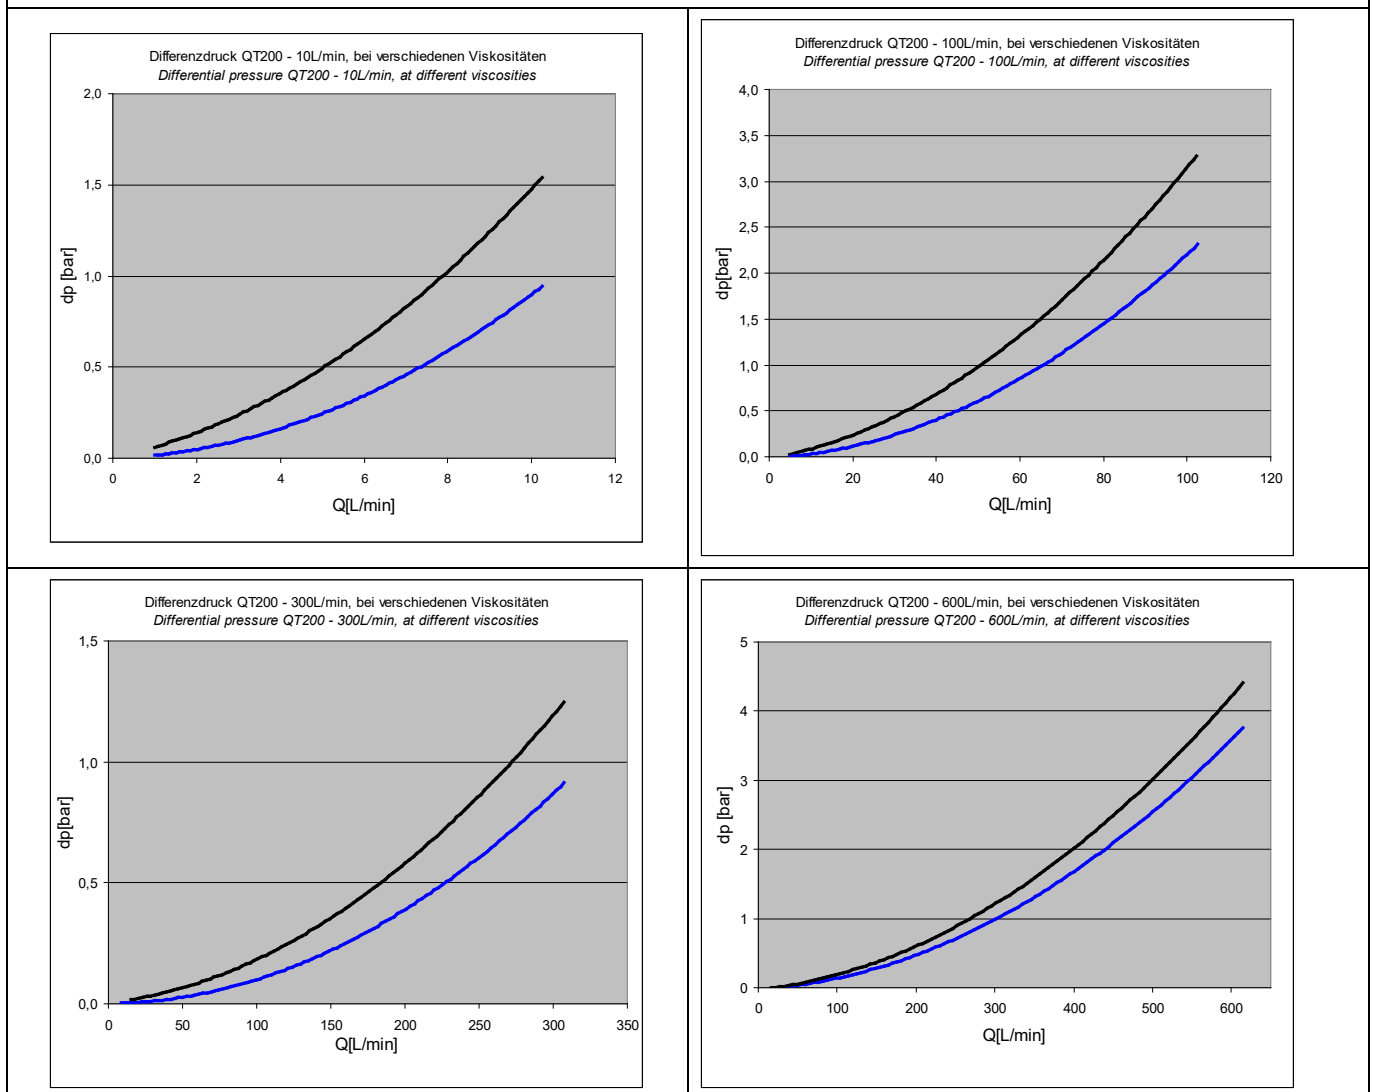 Differenzdruck QT200 - 10L/min, bei verschiedenen Viskositäten
Differential pressure QT200 - 10L/min, at different viscosities
2,0
1,5
1,0
0,5
0,0
dp [bar]
0 2 4 6 8 10 12
Q[L/min]
Differenzdruck QT200 - 100L/min, bei verschiedenen Viskositäten
Differential pressure QT200 - 100L/min, at different viscosities
4,0
3,5
3,0
2,5
2,0
1,5
1,0
0,5
0,0
dp[bar]
0 20 40 60 80 100 120
Q[L/min]
Differenzdruck QT200 - 300L/min, bei verschiedenen Viskositäten
Differential pressure QT200 - 300L/min, at different viscosities
1,5
1,0
0,5
0,0
dp[bar]
0 50 100 150 200 250 300 350
Q[L/min]
Differenzdruck QT200 - 600L/min, bei verschiedenen Viskositäten
Differential pressure QT200 - 600L/min, at different viscosities
5
4
3
2
1
0
dp [bar]
0 100 200 300 400 500 600
Q[L/min]